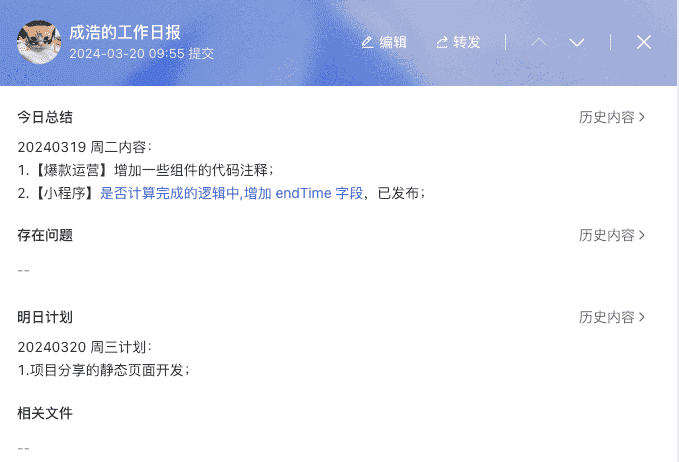 成浩的工作日报
2024-03-20 09:55 提交
编辑
转发
今日总结
历史内容
20240319 周二内容：
1.【爆款运营】增加一些组件的代码注释；
2.【小程序】是否计算完成的逻辑中,增加 endTime 字段，已发布；
存在问题
历史内容
--
明日计划
历史内容
20240320 周三计划：
1.项目分享的静态页面开发；
相关文件
--